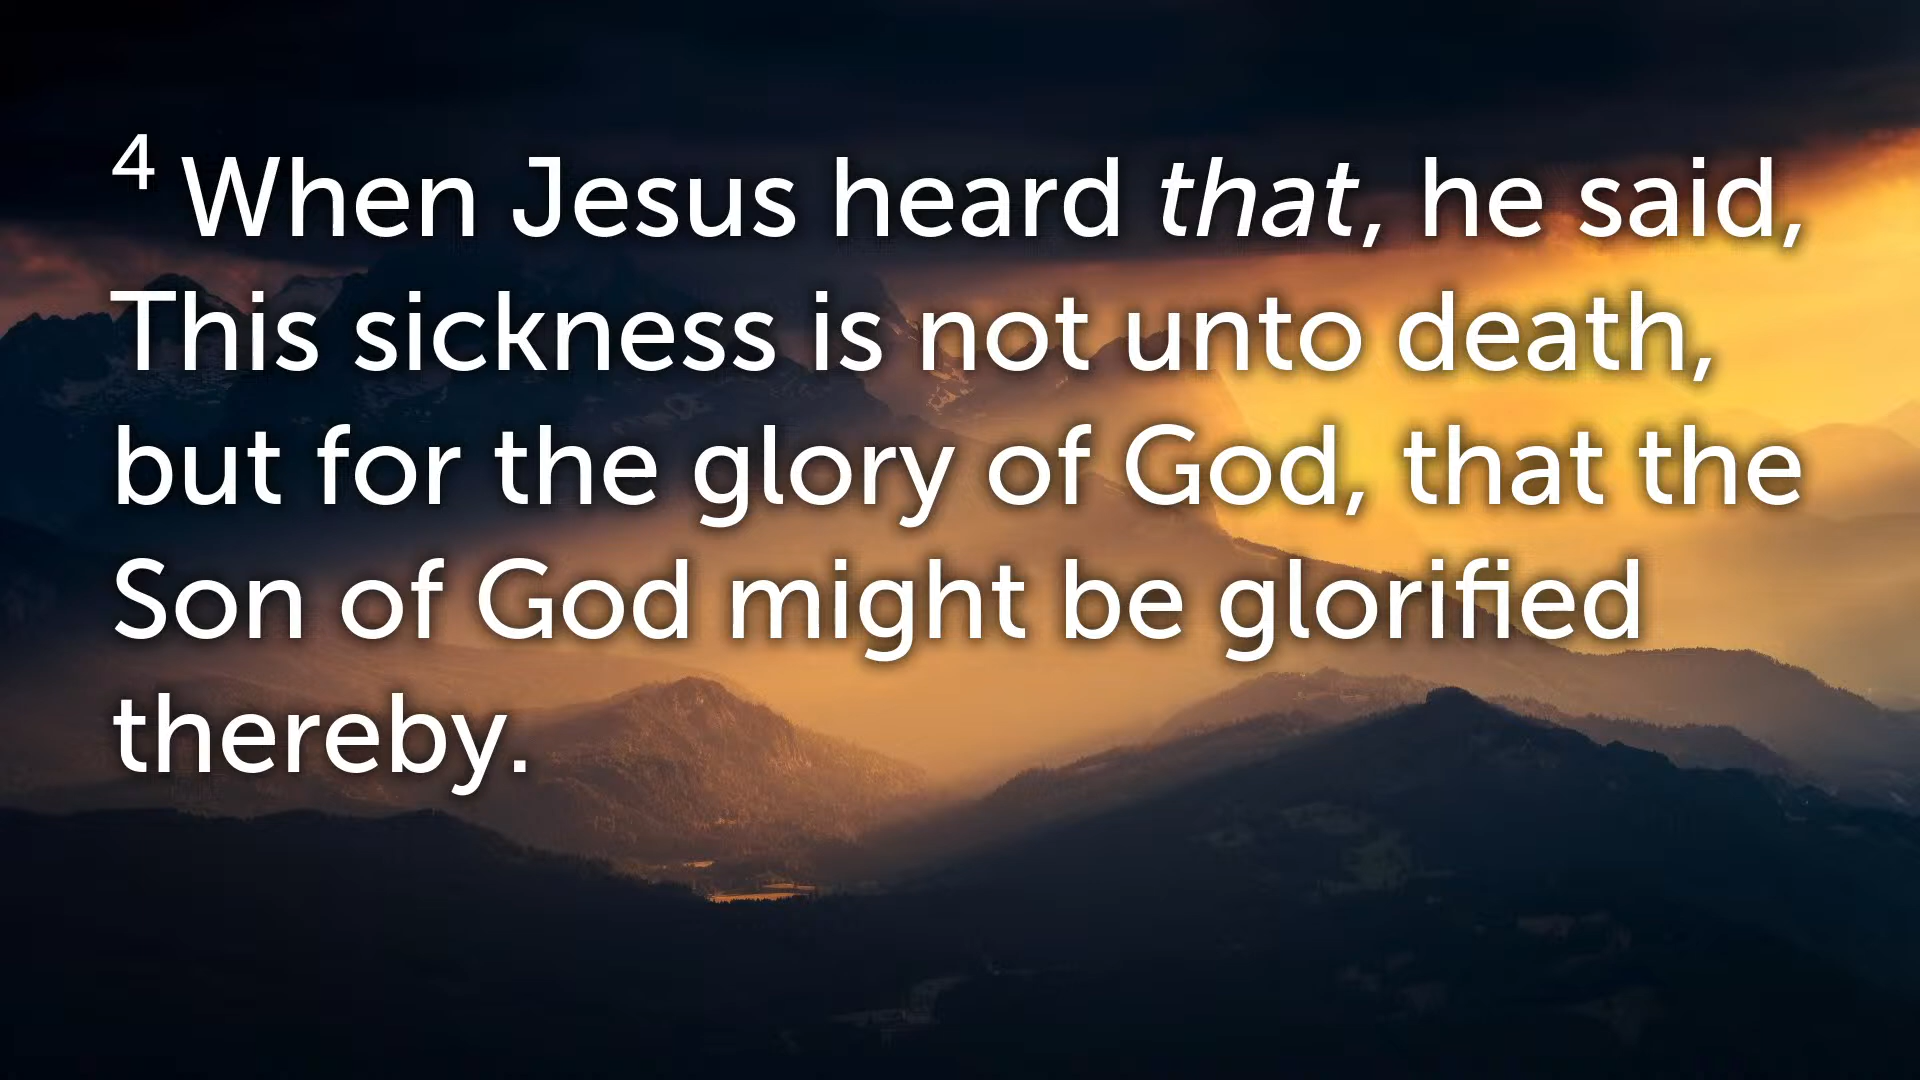 4 When Jesus heard that, he said,
This sickness is not unto death,
but for the glory of God, that the
Son of God might be glorified
thereby.